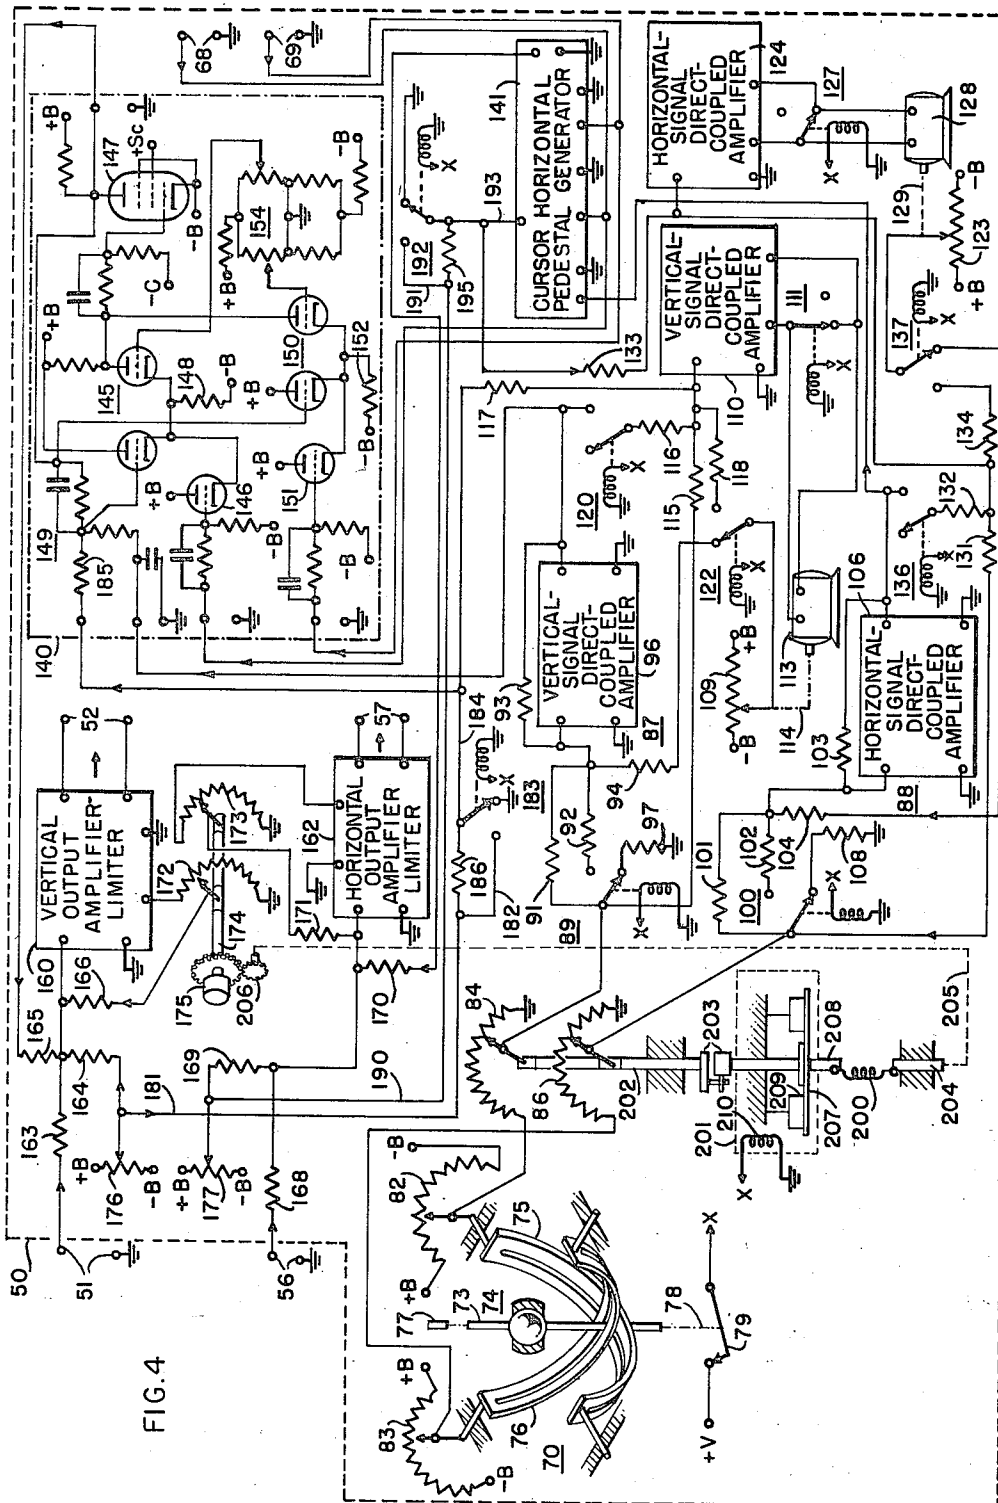 FIG. 4
50
51
56
+B
176
-B
+B
177
-B
163
164
165
166
168
169
170
171
181
190
160
VERTICAL
OUTPUT
AMPLIFIER-
LIMITER
52
172
173
174
175
206
162
HORIZONTAL
OUTPUT
AMPLIFIER
LIMITER
57
182
183
184
186
X
140
149
185
+B
145
146
147
+B
+Sc
-B
-C
148
-B
+B
150
151
152
154
+B
-B
+B
-B
+B
-B
-B
68
69
191
192
193
195
X
141
CURSOR HORIZONTAL
PEDESTAL GENERATOR
133
117
HORIZONTAL-
SIGNAL
DIRECT-
COUPLED
AMPLIFIER
124
127
X
128
129
-B
123
+B
VERTICAL-
SIGNAL
DIRECT-
COUPLED
AMPLIFIER
110
111
X
137
X
134
120
X
116
115
118
122
X
VERTICAL-
SIGNAL
DIRECT-
COUPLED
AMPLIFIER
96
87
93
94
92
91
89
97
X
+B
109
-B
113
114
136
X
132
131
106
HORIZONTAL
SIGNAL
DIRECT-
COUPLED
AMPLIFIER
88
103
101
102
100
104
108
X
84
86
202
203
201
210
209
208
207
200
204
205
X
-B
82
+B
83
+B
-B
77
73
74
75
76
70
78
79
+V
X